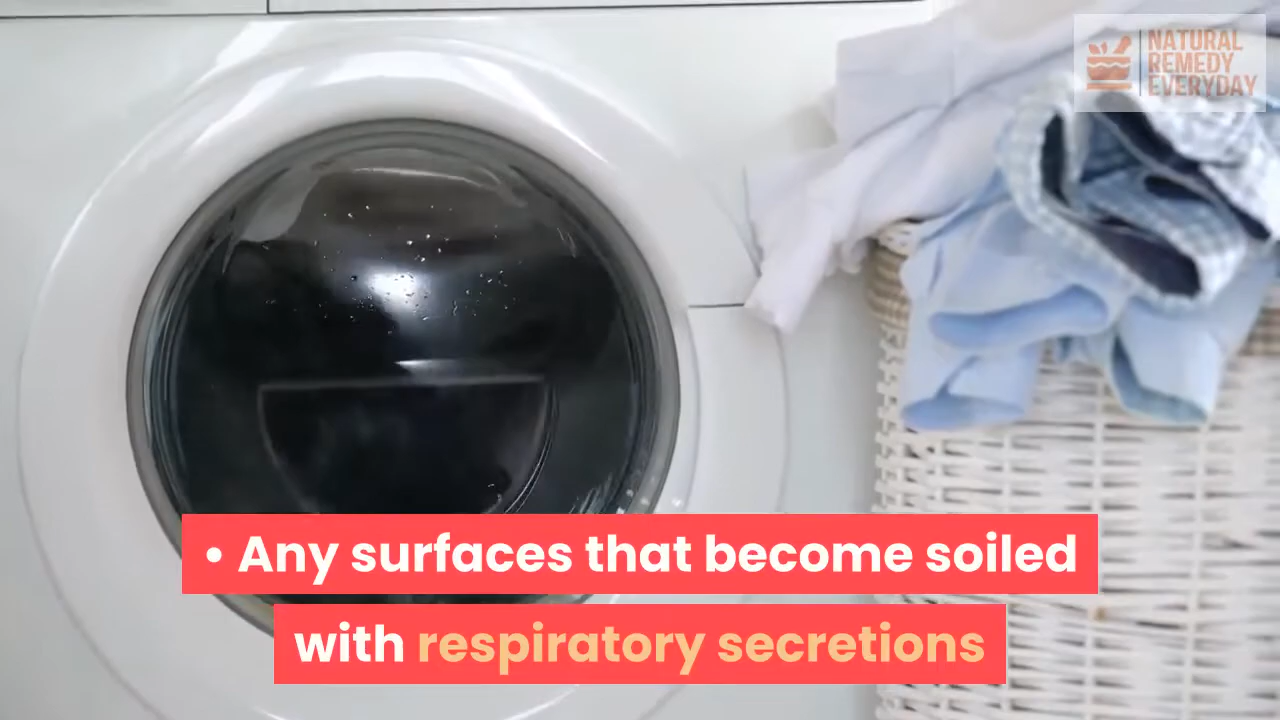 NATURAL
REMEDY
EVERYDAY
• Any surfaces that become soiled
with respiratory secretions